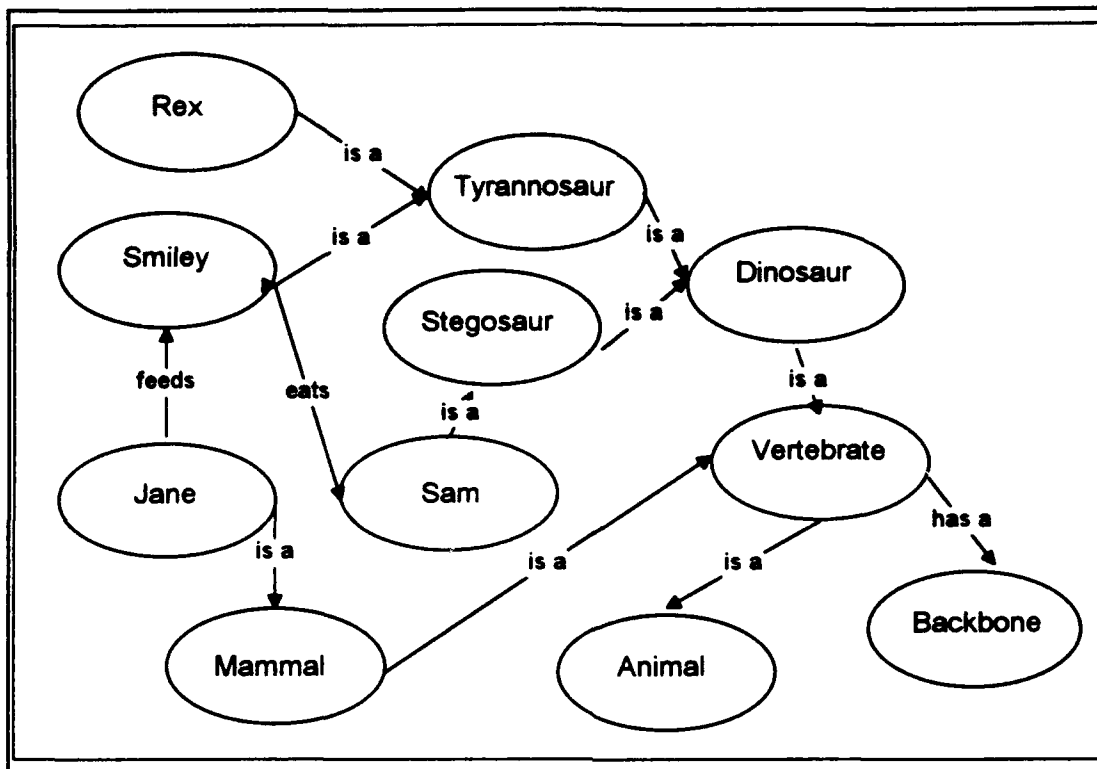 Rex
is a
Tyrannosaur
is a
Smiley
is a
Dinosaur
Stegosaur
is a
feeds
eats
is a
is a
Vertebrate
Jane
Sam
has a
is a
is a
is a
Backbone
Mammal
Animal